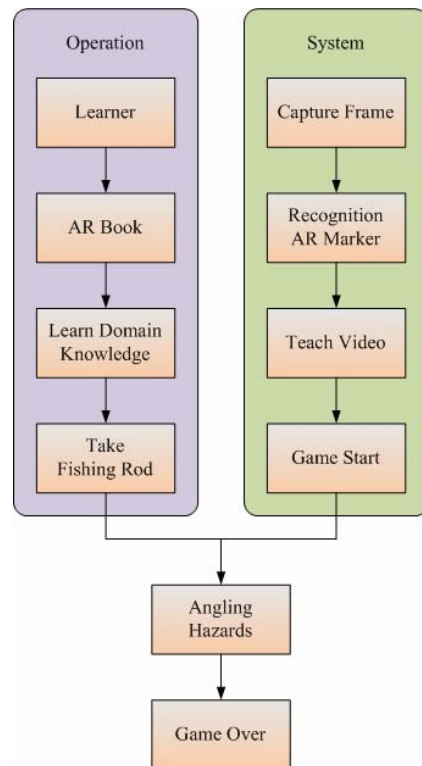 Operation
Learner
AR Book
Learn Domain
Knowledge
Take
Fishing Rod
System
Capture Frame
Recognition
AR Marker
Teach Video
Game Start
Angling
Hazards
Game Over